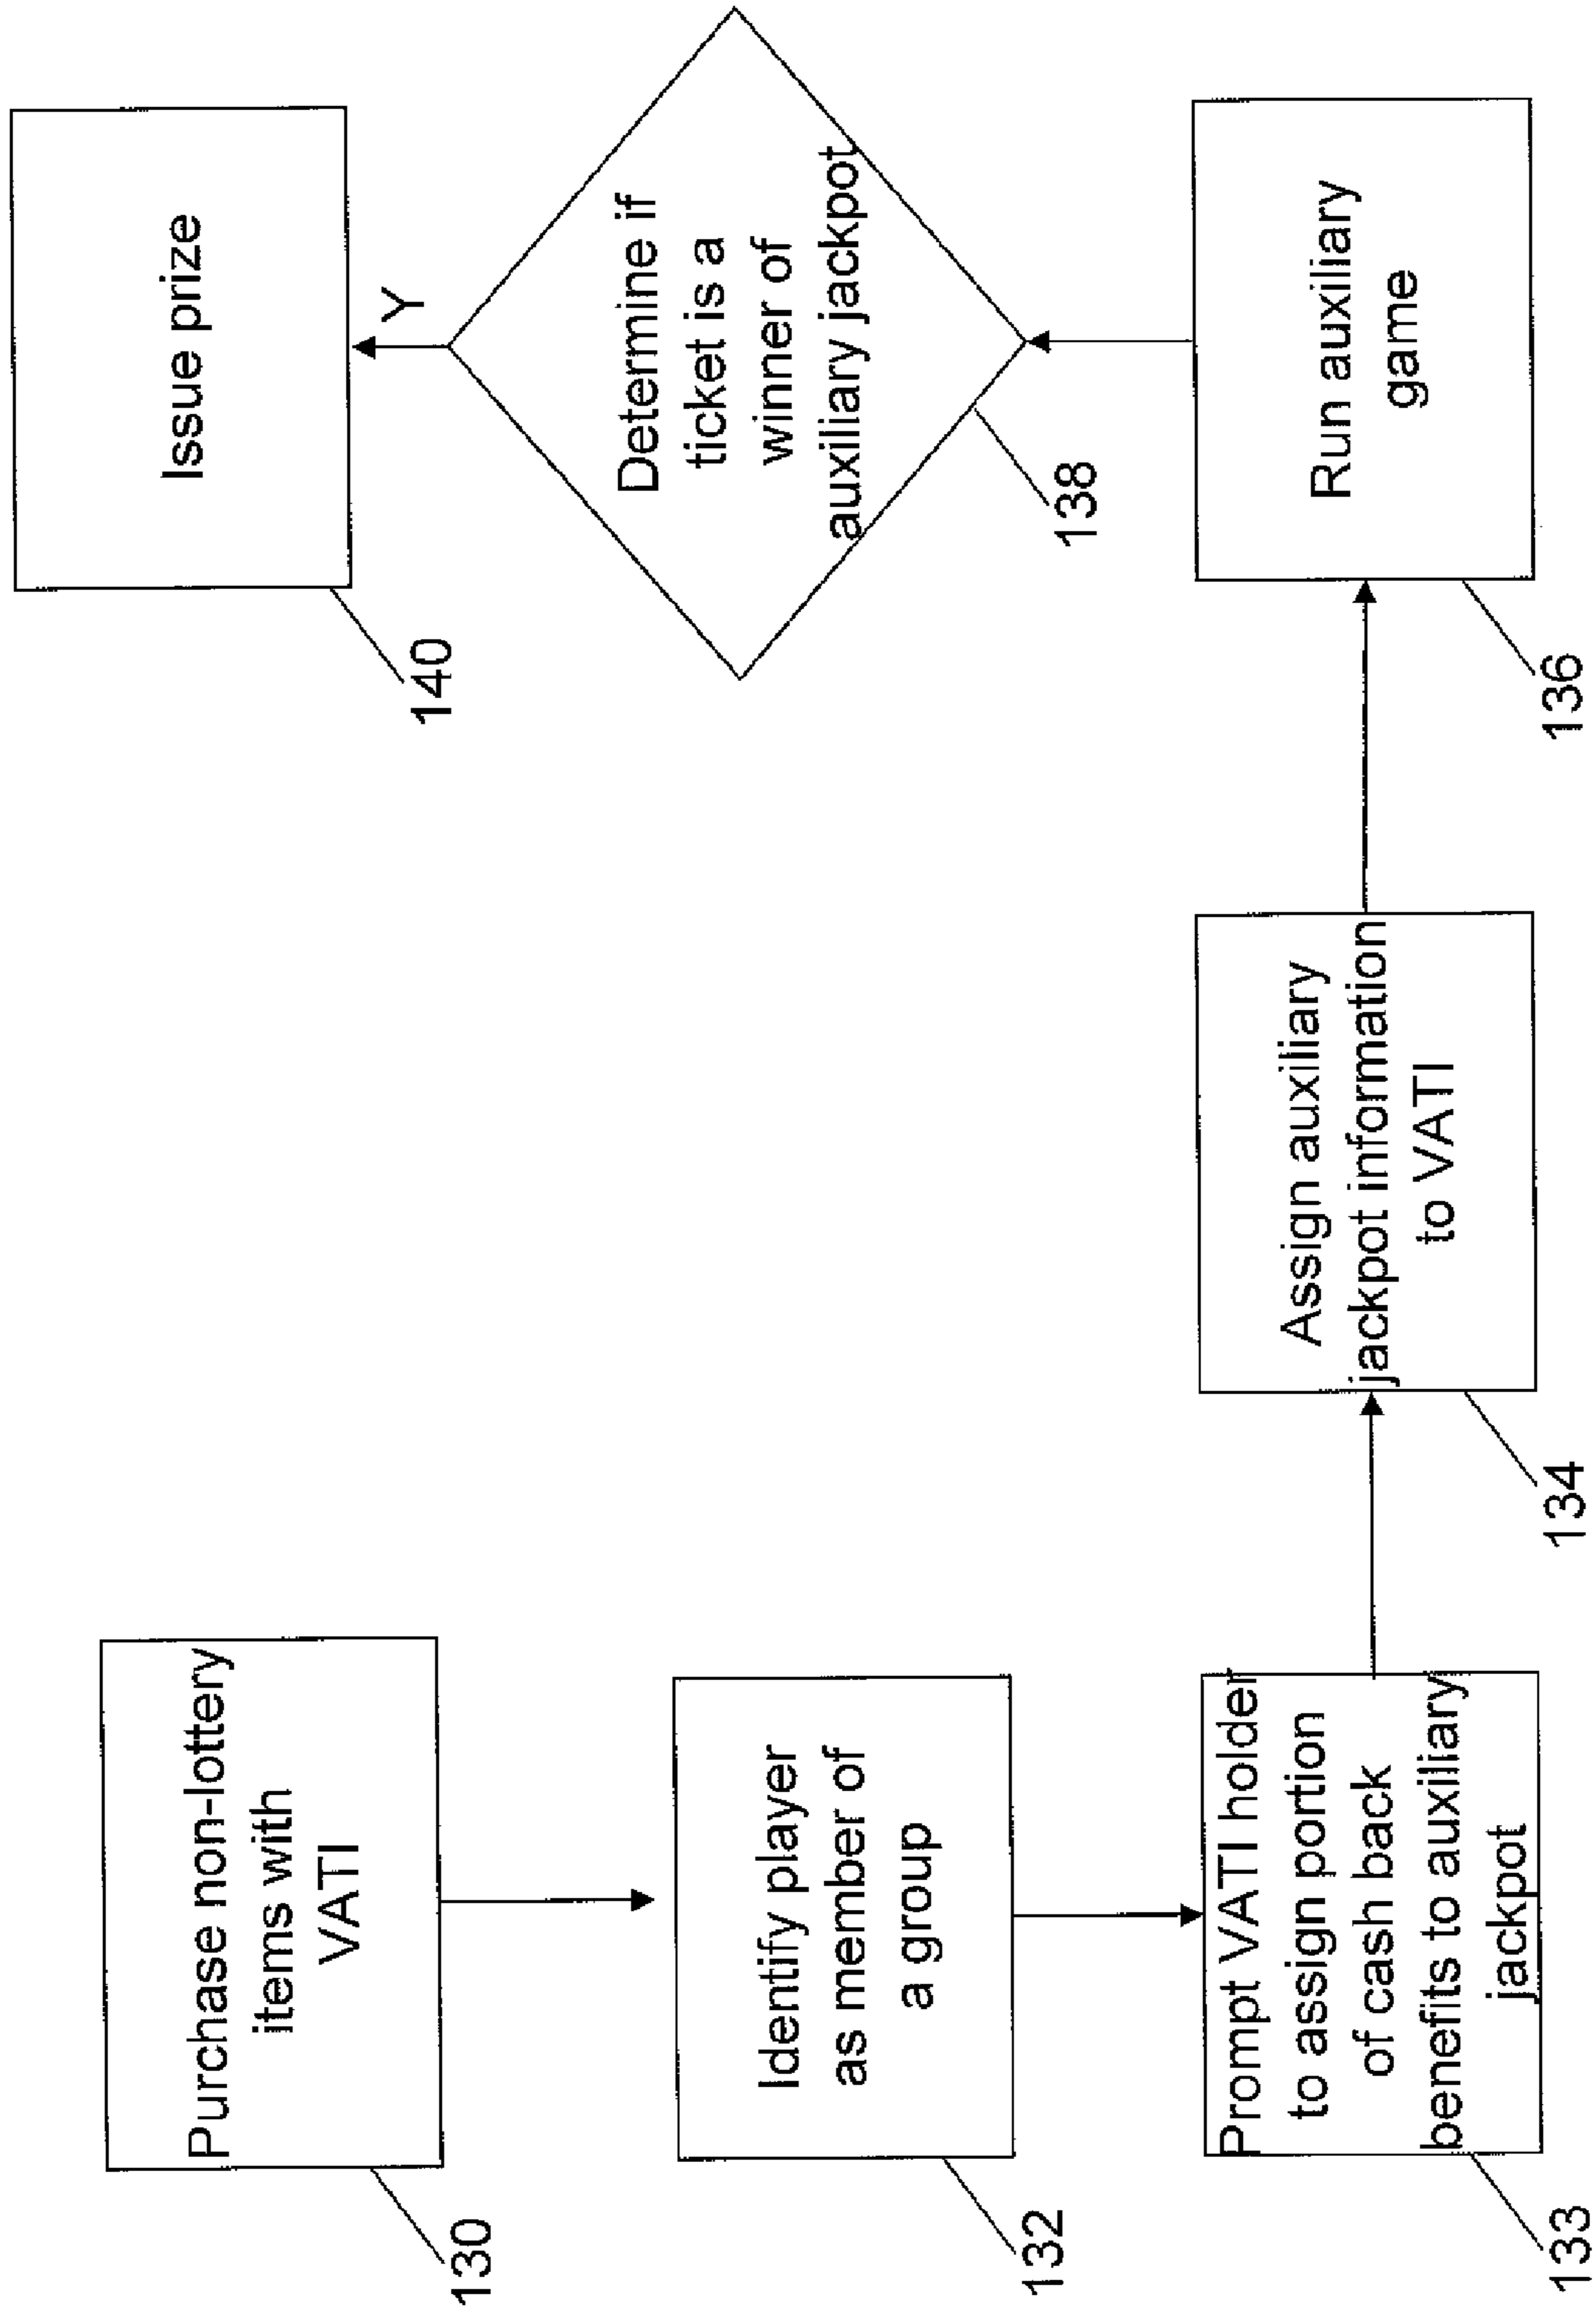 Purchase non-lottery
items with
VATI
130
Identify player
as member of
a group
132
Prompt VATI holder
to assign portion
of cash back
benefits to auxiliary
jackpot
133
Assign auxiliary
jackpot information
to VATI
134
Run auxiliary
game
136
Determine if
ticket is a
winner of
auxiliary jackpot
138
Y
Issue prize
140